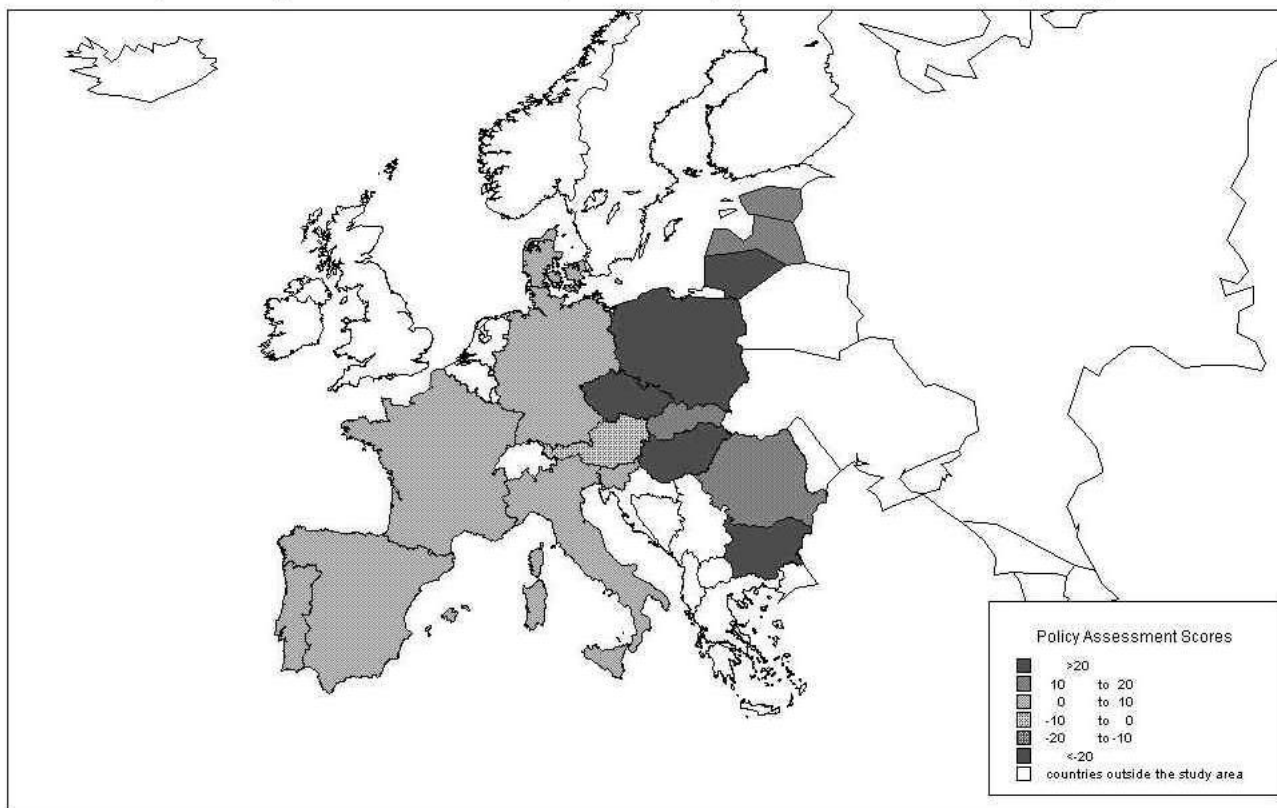 Policy Assessment Scores
>20
10 to 20
0 to 10
-10 to 0
-20 to -10
<-20
countries outside the study area